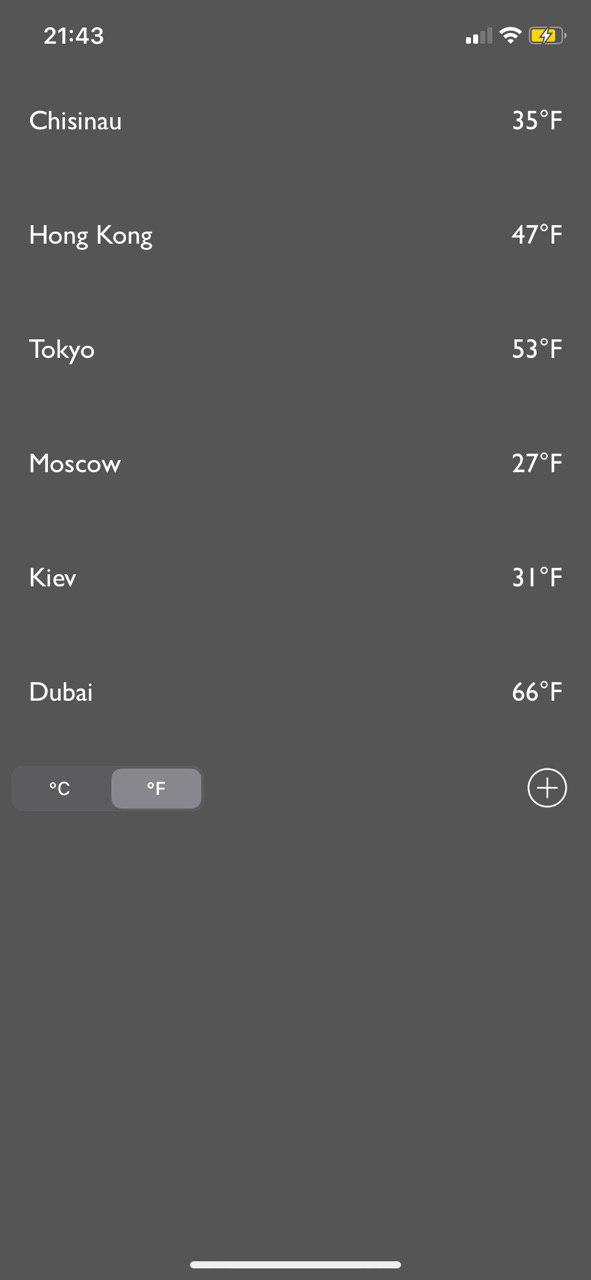 21:43
Chisinau 35°F
Hong Kong 47°F
Tokyo 53°F
Moscow 27°F
Kiev 31°F
Dubai 66°F
°C °F